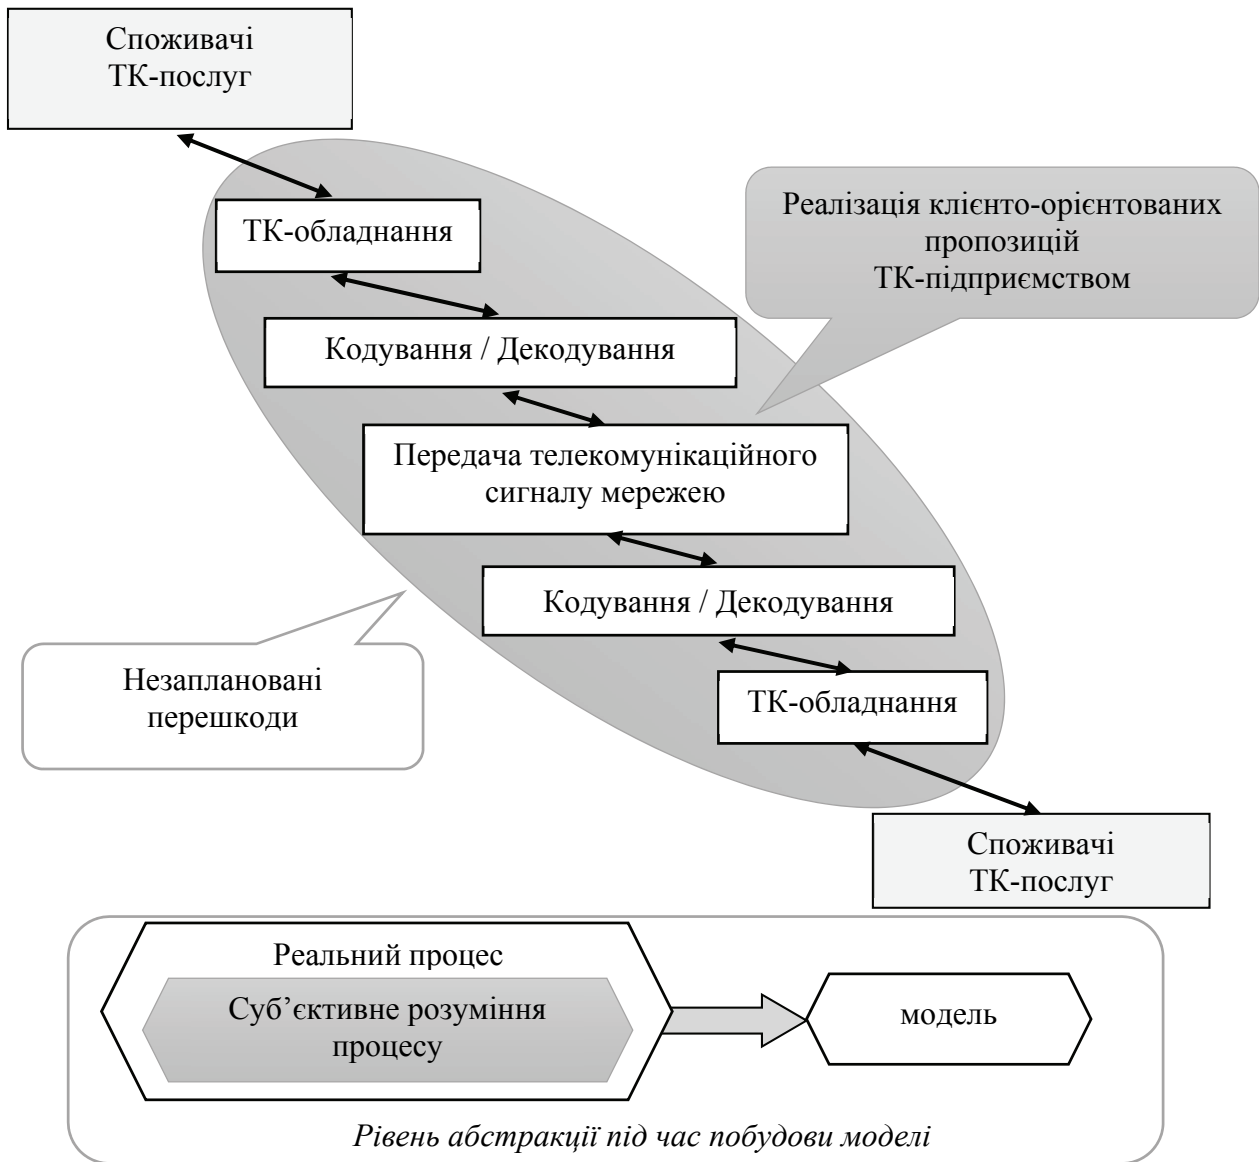 Споживачі
ТК-послуг
ТК-обладнання
Реалізація клієнто-орієнтованих
пропозицій
ТК-підприємством
Кодування / Декодування
Передача телекомунікаційного
сигналу мережею
Кодування / Декодування
Незаплановані
перешкоди
ТК-обладнання
Споживачі
ТК-послуг
Реальний процес
Суб’єктивне розуміння
процесу
модель
Рівень абстракції під час побудови моделі